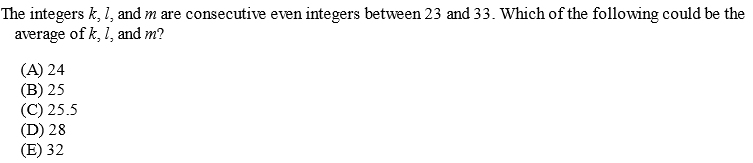 The integers k, l, and m are consecutive even integers between 23 and 33. Which of the following could be the
average of k, l, and m?
(A) 24
(B) 25
(C) 25.5
(D) 28
(E) 32